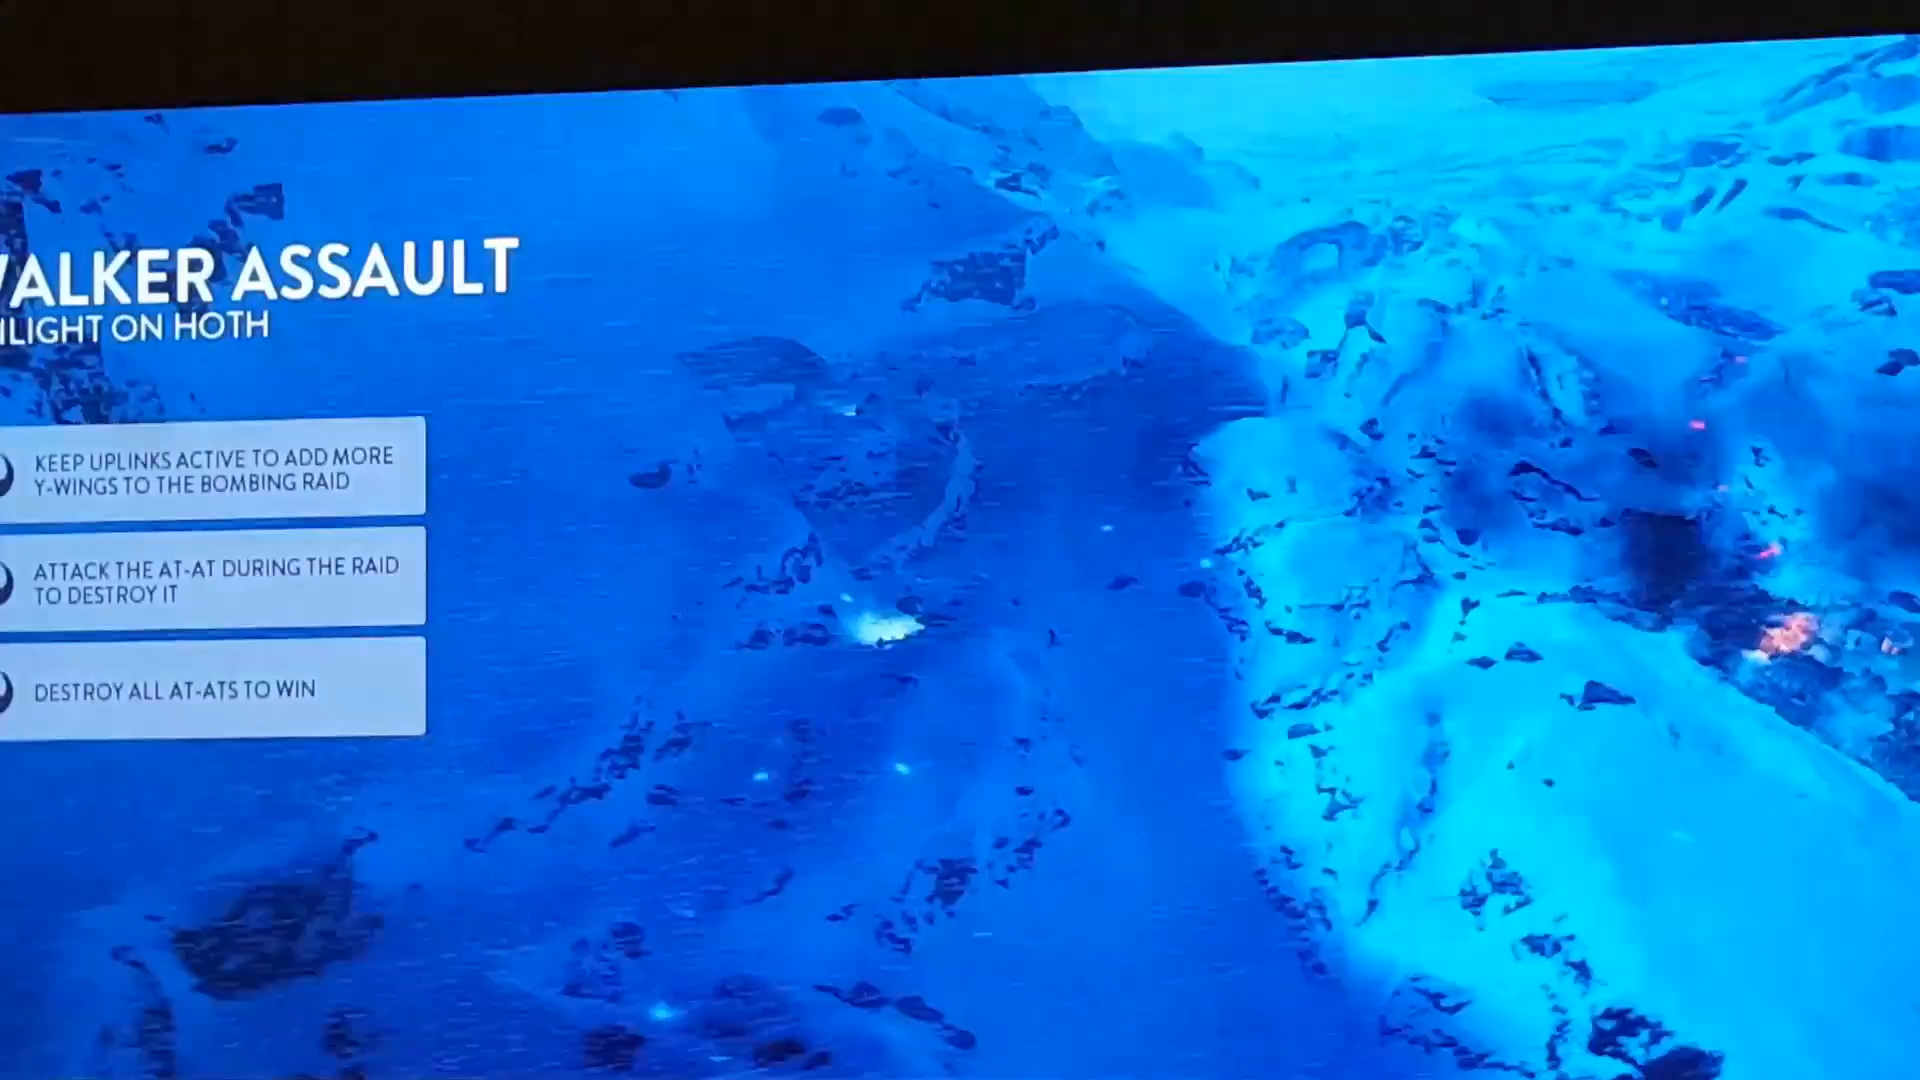 WALKER ASSAULT
ILIGHT ON HOTH
KEEP UPLINKS ACTIVE TO ADD MORE
Y-WINGS TO THE BOMBING RAID
ATTACK THE AT-AT DURING THE RAID
TO DESTROY IT
DESTROY ALL AT-ATS TO WIN